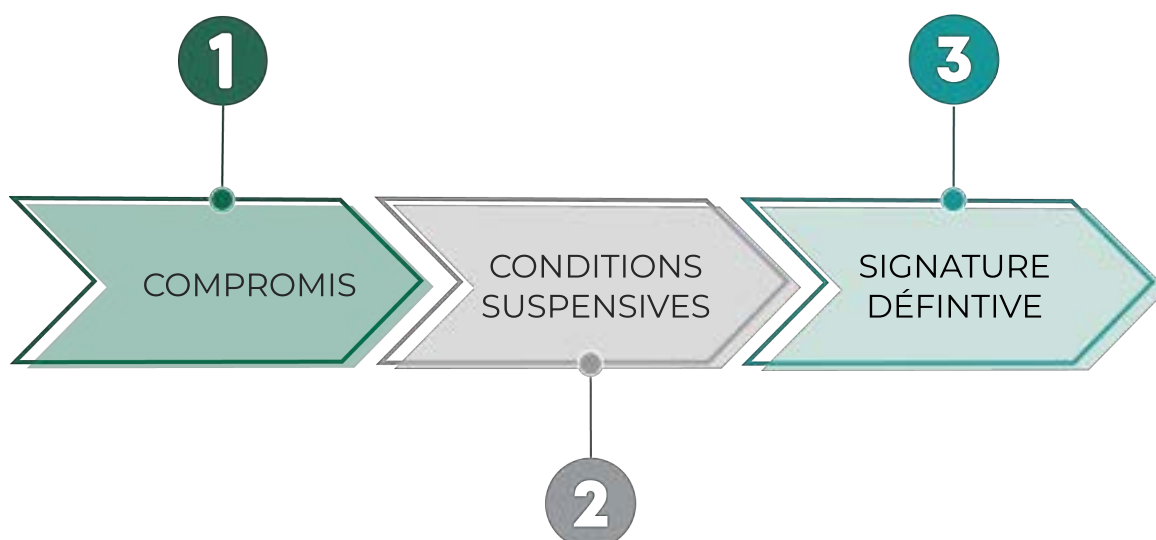 1
COMPROMIS
2
CONDITIONS
SUSPENSIVES
3
SIGNATURE
DÉFINTIVE